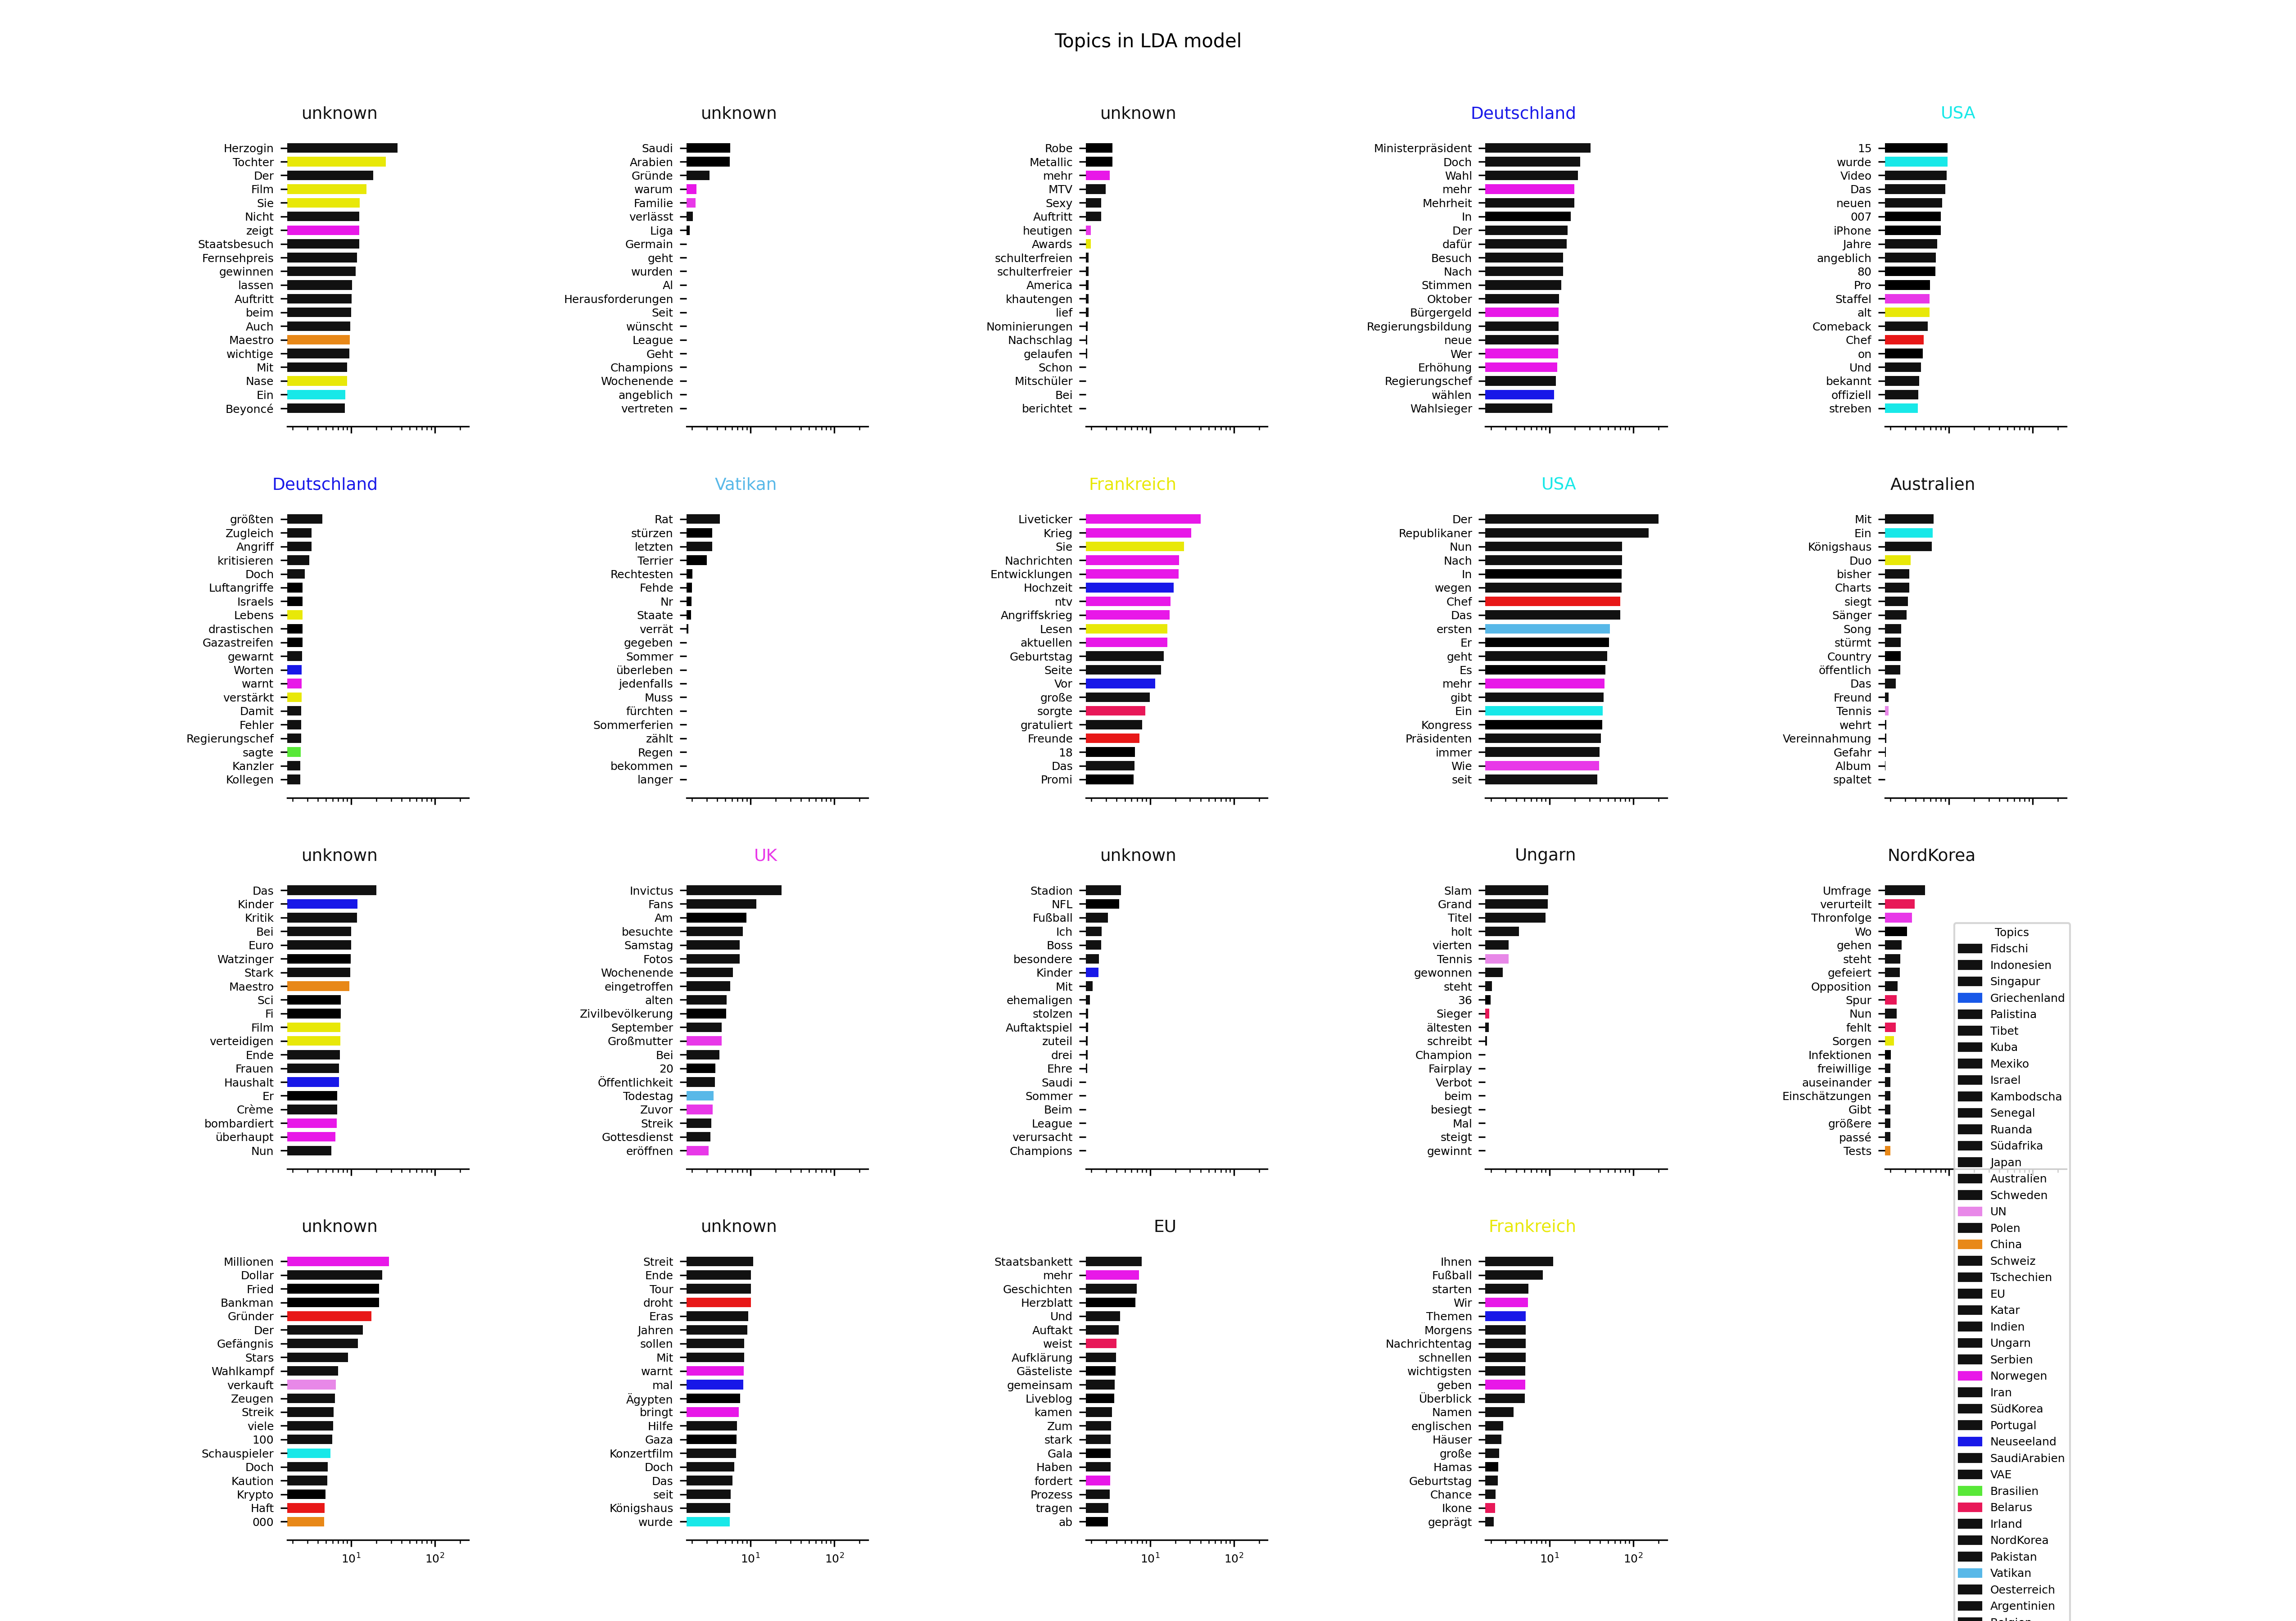 Topics in LDA model
unknown
Herzogin
Tochter
Der
Film
Sie
Nicht
zeigt
Staatsbesuch
Fernsehpreis
gewinnen
lassen
Auftritt
beim
Auch
Maestro
wichtige
Mit
Nase
Ein
Beyoncé
unknown
Saudi
Arabien
Gründe
warum
Familie
verlässt
Liga
Germain
geht
wurden
Al
Herausforderungen
Seit
wünscht
League
Geht
Champions
Wochenende
angeblich
vertreten
unknown
Robe
Metallic
mehr
MTV
Sexy
Auftritt
heutigen
Awards
schulterfreien
schulterfreier
America
khautengen
lief
Nominierungen
Nachschlag
gelaufen
Schon
Mitschüler
Bei
berichtet
Deutschland
Ministerpräsident
Doch
Wahl
mehr
Mehrheit
In
Der
dafür
Besuch
Nach
Stimmen
Oktober
Bürgergeld
Regierungsbildung
neue
Wer
Erhöhung
Regierungschef
wählen
Wahlsieger
USA
15
wurde
Video
Das
neuen
007
iPhone
Jahre
angeblich
80
Pro
Staffel
alt
Comeback
Chef
on
Und
bekannt
offiziell
streben
Deutschland
größten
Zugleich
Angriff
kritisieren
Doch
Luftangriffe
Israels
Lebens
drastischen
Gazastreifen
gewarnt
Worten
warnt
verstärkt
Damit
Fehler
Regierungschef
sagte
Kanzler
Kollegen
Vatikan
Rat
stürzen
letzten
Terrier
Rechtesten
Fehde
Nr
Staate
verrät
gegeben
Sommer
überleben
jedenfalls
Muss
fürchten
Sommerferien
zählt
Regen
bekommen
langer
Frankreich
Liveticker
Krieg
Sie
Nachrichten
Entwicklungen
Hochzeit
ntv
Angriffskrieg
Lesen
aktuellen
Geburtstag
Seite
Vor
große
sorgte
gratuliert
Freunde
18
Das
Promi
USA
Der
Republikaner
Nun
Nach
In
wegen
Chef
Das
ersten
Er
geht
Es
mehr
gibt
Ein
Kongress
Präsidenten
immer
Wie
seit
Australien
Mit
Ein
Königshaus
Duo
bisher
Charts
siegt
Sänger
Song
stürmt
Country
öffentlich
Das
Freund
Tennis
wehrt
Vereinnahmung
Gefahr
Album
spaltet
unknown
Das
Kinder
Kritik
Bei
Euro
Watzinger
Stark
Maestro
Sci
Fi
Film
verteidigen
Ende
Frauen
Haushalt
Er
Crème
bombardiert
überhaupt
Nun
UK
Invictus
Fans
Am
besuchte
Samstag
Fotos
Wochenende
eingetroffen
alten
Zivilbevölkerung
September
Großmutter
Bei
20
Öffentlichkeit
Todestag
Zuvor
Streik
Gottesdienst
eröffnen
unknown
Stadion
NFL
Fußball
Ich
Boss
besondere
Kinder
Mit
ehemaligen
stolzen
Auftaktspiel
zuteil
drei
Ehre
Saudi
Sommer
Beim
League
verursacht
Champions
Ungarn
Slam
Grand
Titel
holt
vierten
Tennis
gewonnen
steht
36
Sieger
ältesten
schreibt
Champion
Fairplay
Verbot
beim
besiegt
Mal
steigt
gewinnt
NordKorea
Umfrage
verurteilt
Thronfolge
Wo
gehen
steht
gefeiert
Opposition
Spur
Nun
fehlt
Sorgen
Infektionen
freiwillige
auseinander
Einschätzungen
Gibt
größere
passé
Tests
unknown
Millionen
Dollar
Fried
Bankman
Gründer
Der
Gefängnis
Stars
Wahlkampf
verkauft
Zeugen
Streik
viele
100
Schauspieler
Doch
Kaution
Krypto
Haft
000
10¹ 10²
unknown
Streit
Ende
Tour
droht
Eras
Jahren
sollen
Mit
warnt
mal
Ägypten
bringt
Hilfe
Gaza
Konzertfilm
Doch
Das
seit
Königshaus
wurde
10¹ 10²
EU
Staatsbankett
mehr
Geschichten
Herzblatt
Und
Auftakt
weist
Aufklärung
Gästeliste
gemeinsam
Liveblog
kamen
Zum
stark
Gala
Haben
fordert
Prozess
tragen
ab
10¹ 10²
Frankreich
Ihnen
Fußball
starten
Wir
Themen
Morgens
Nachrichtentag
schnellen
wichtigsten
geben
Überblick
Namen
englischen
Häuser
große
Hamas
Geburtstag
Chance
Ikone
geprägt
10¹ 10²
Topics
Fidschi
Indonesien
Singapur
Griechenland
Palistina
Tibet
Kuba
Mexiko
Israel
Kambodscha
Senegal
Ruanda
Südafrika
Japan
Australien
Schweden
UN
Polen
China
Schweiz
Tschechien
EU
Katar
Indien
Ungarn
Serbien
Norwegen
Iran
SüdKorea
Portugal
Neuseeland
SaudiArabien
VAE
Brasilien
Belarus
Irland
NordKorea
Pakistan
Vatikan
Oesterreich
Argentinien